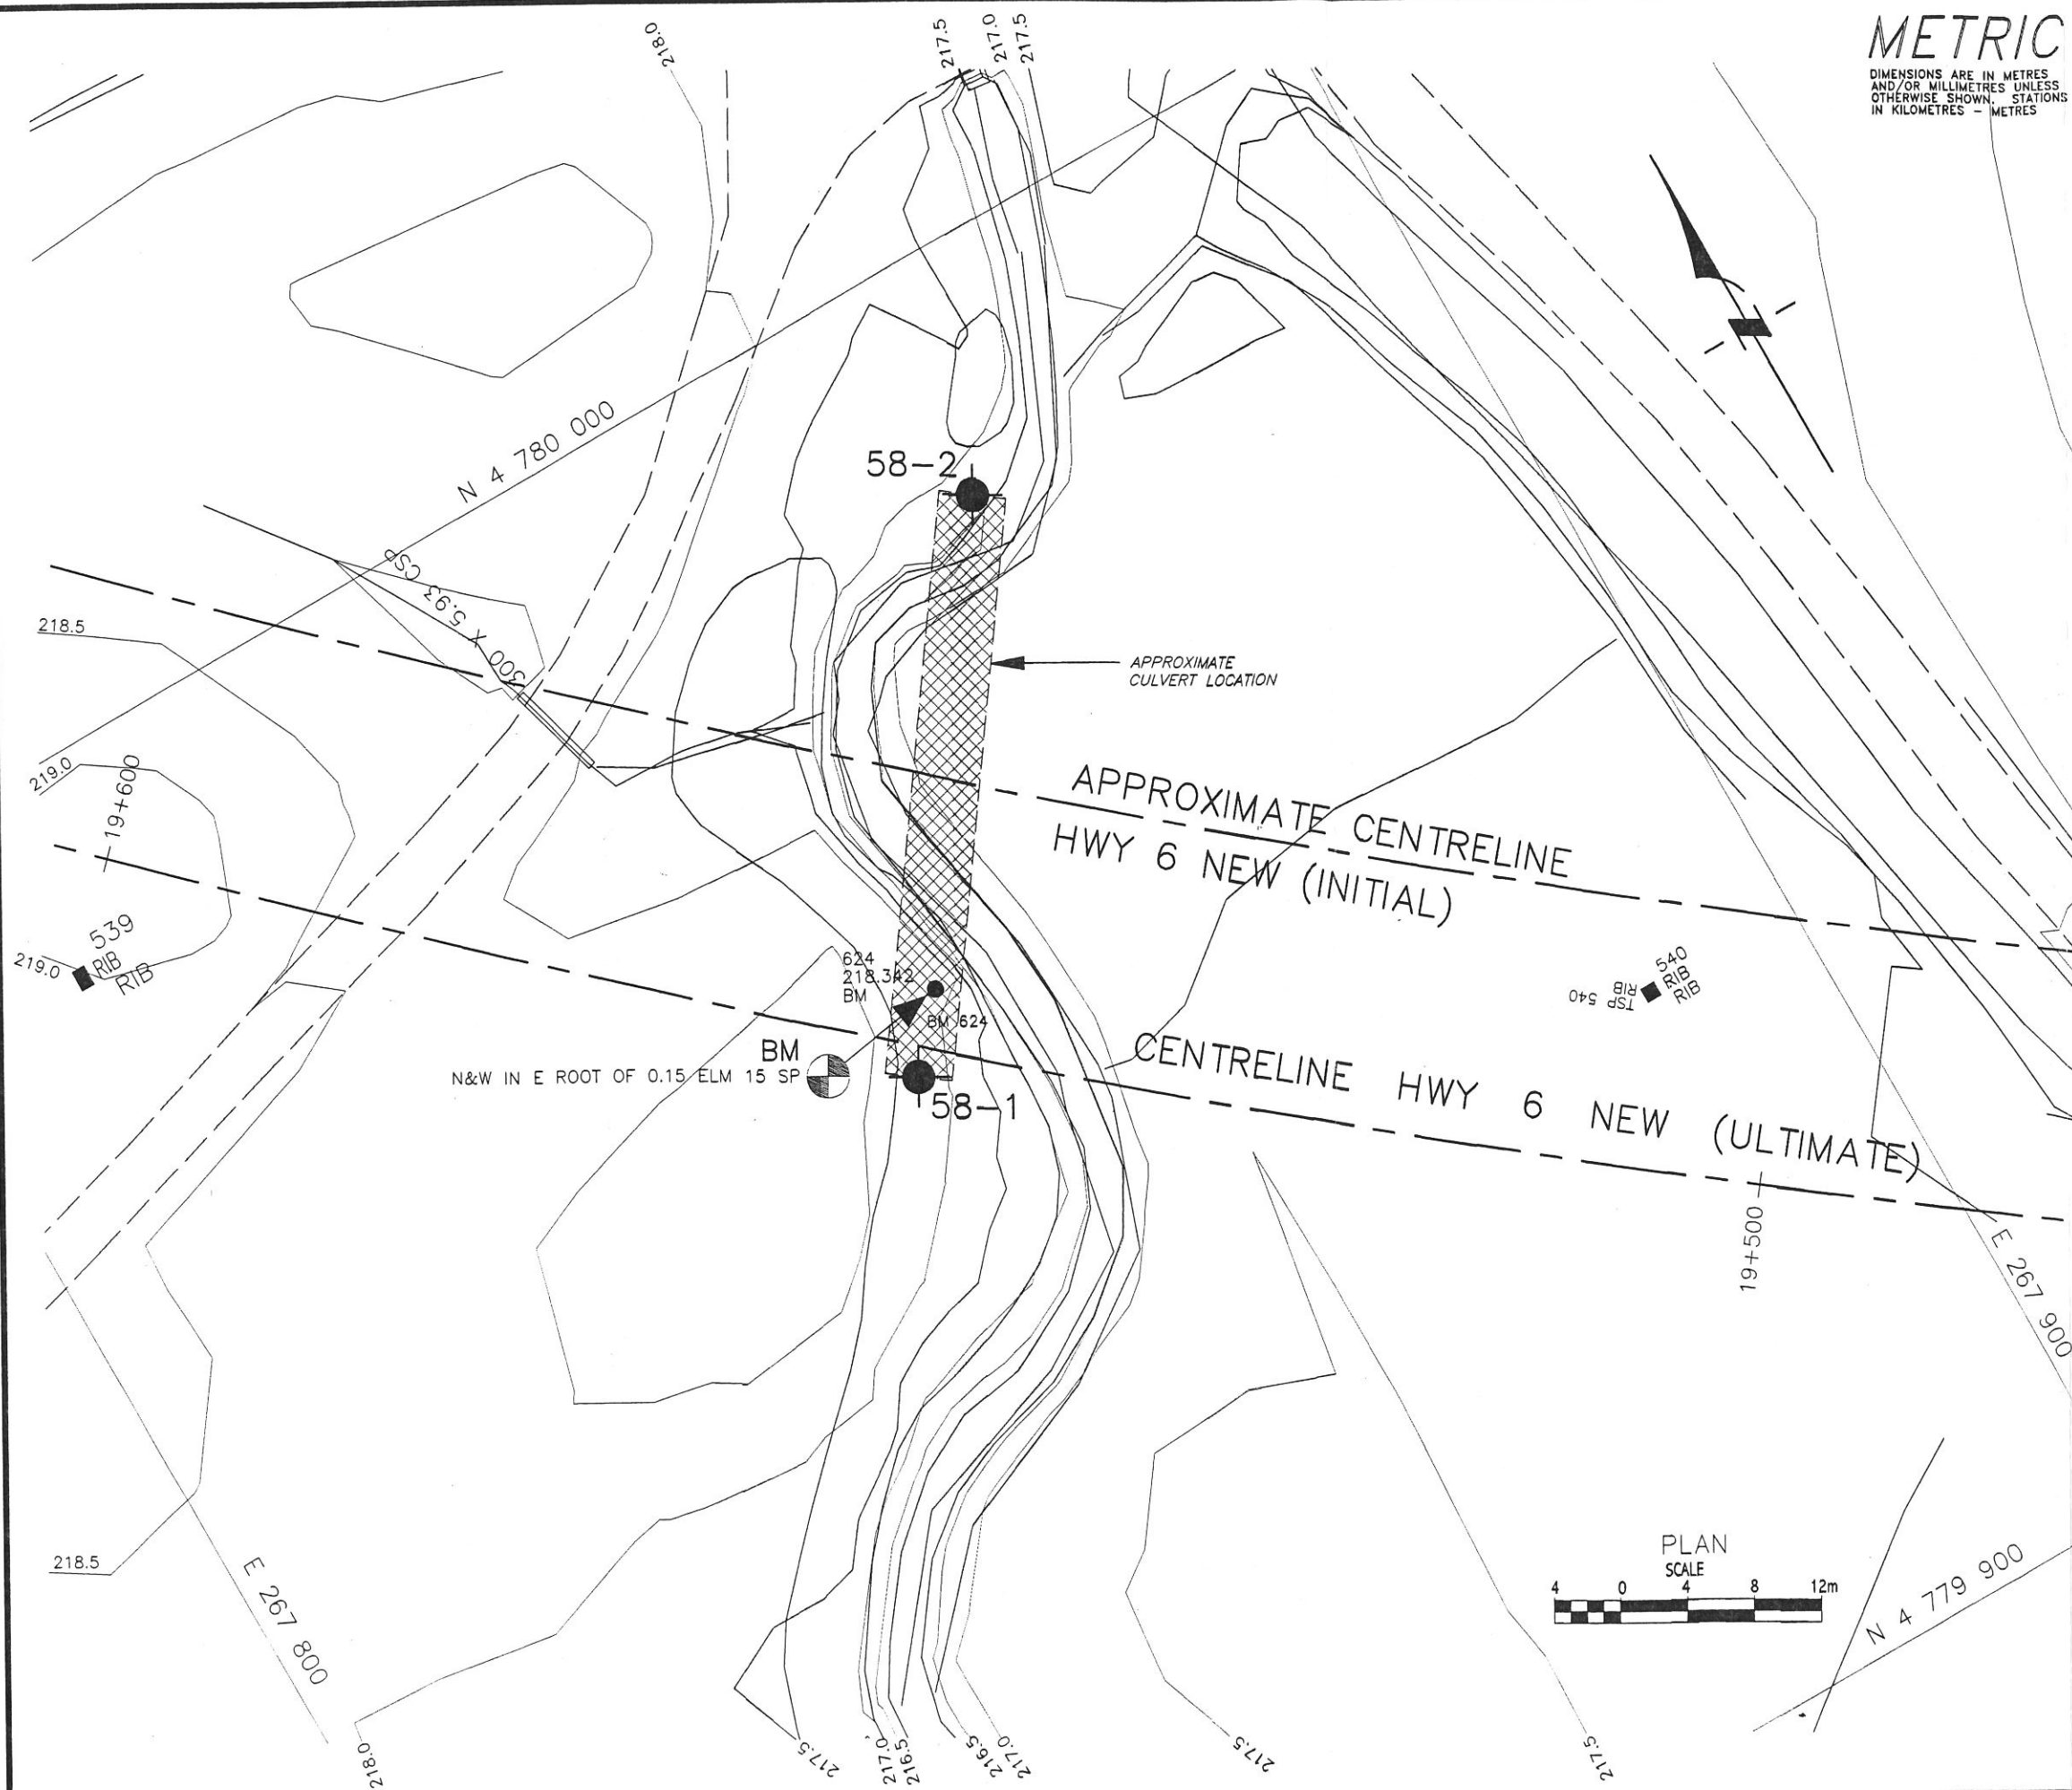 METRIC
DIMENSIONS ARE IN METRES
AND/OR MILLIMETRES UNLESS
OTHERWISE SHOWN. STATIONS
IN KILOMETRES – METRES
218.0
217.5
217.0
217.5
N 4 780 000
58–2
300 X 5.93 CSP
218.5
APPROXIMATE
CULVERT LOCATION
219.0
19+600
APPROXIMATE CENTRELINE
HWY 6 NEW (INITIAL)
539
RIB
RIB
219.0
624
218.342
BM
BM 624
540
RIB
RIB
TSP 540
RIB
BM
N&W IN E ROOT OF 0.15 ELM 15 SP
58–1
CENTRELINE HWY 6 NEW (ULTIMATE)
19+500
E 267 900
218.5
E 267 800
PLAN
SCALE
4 0 4 8 12m
N 4 779 900
218.0
217.5
217.0
216.5
216.5
217.0
217.5
217.5